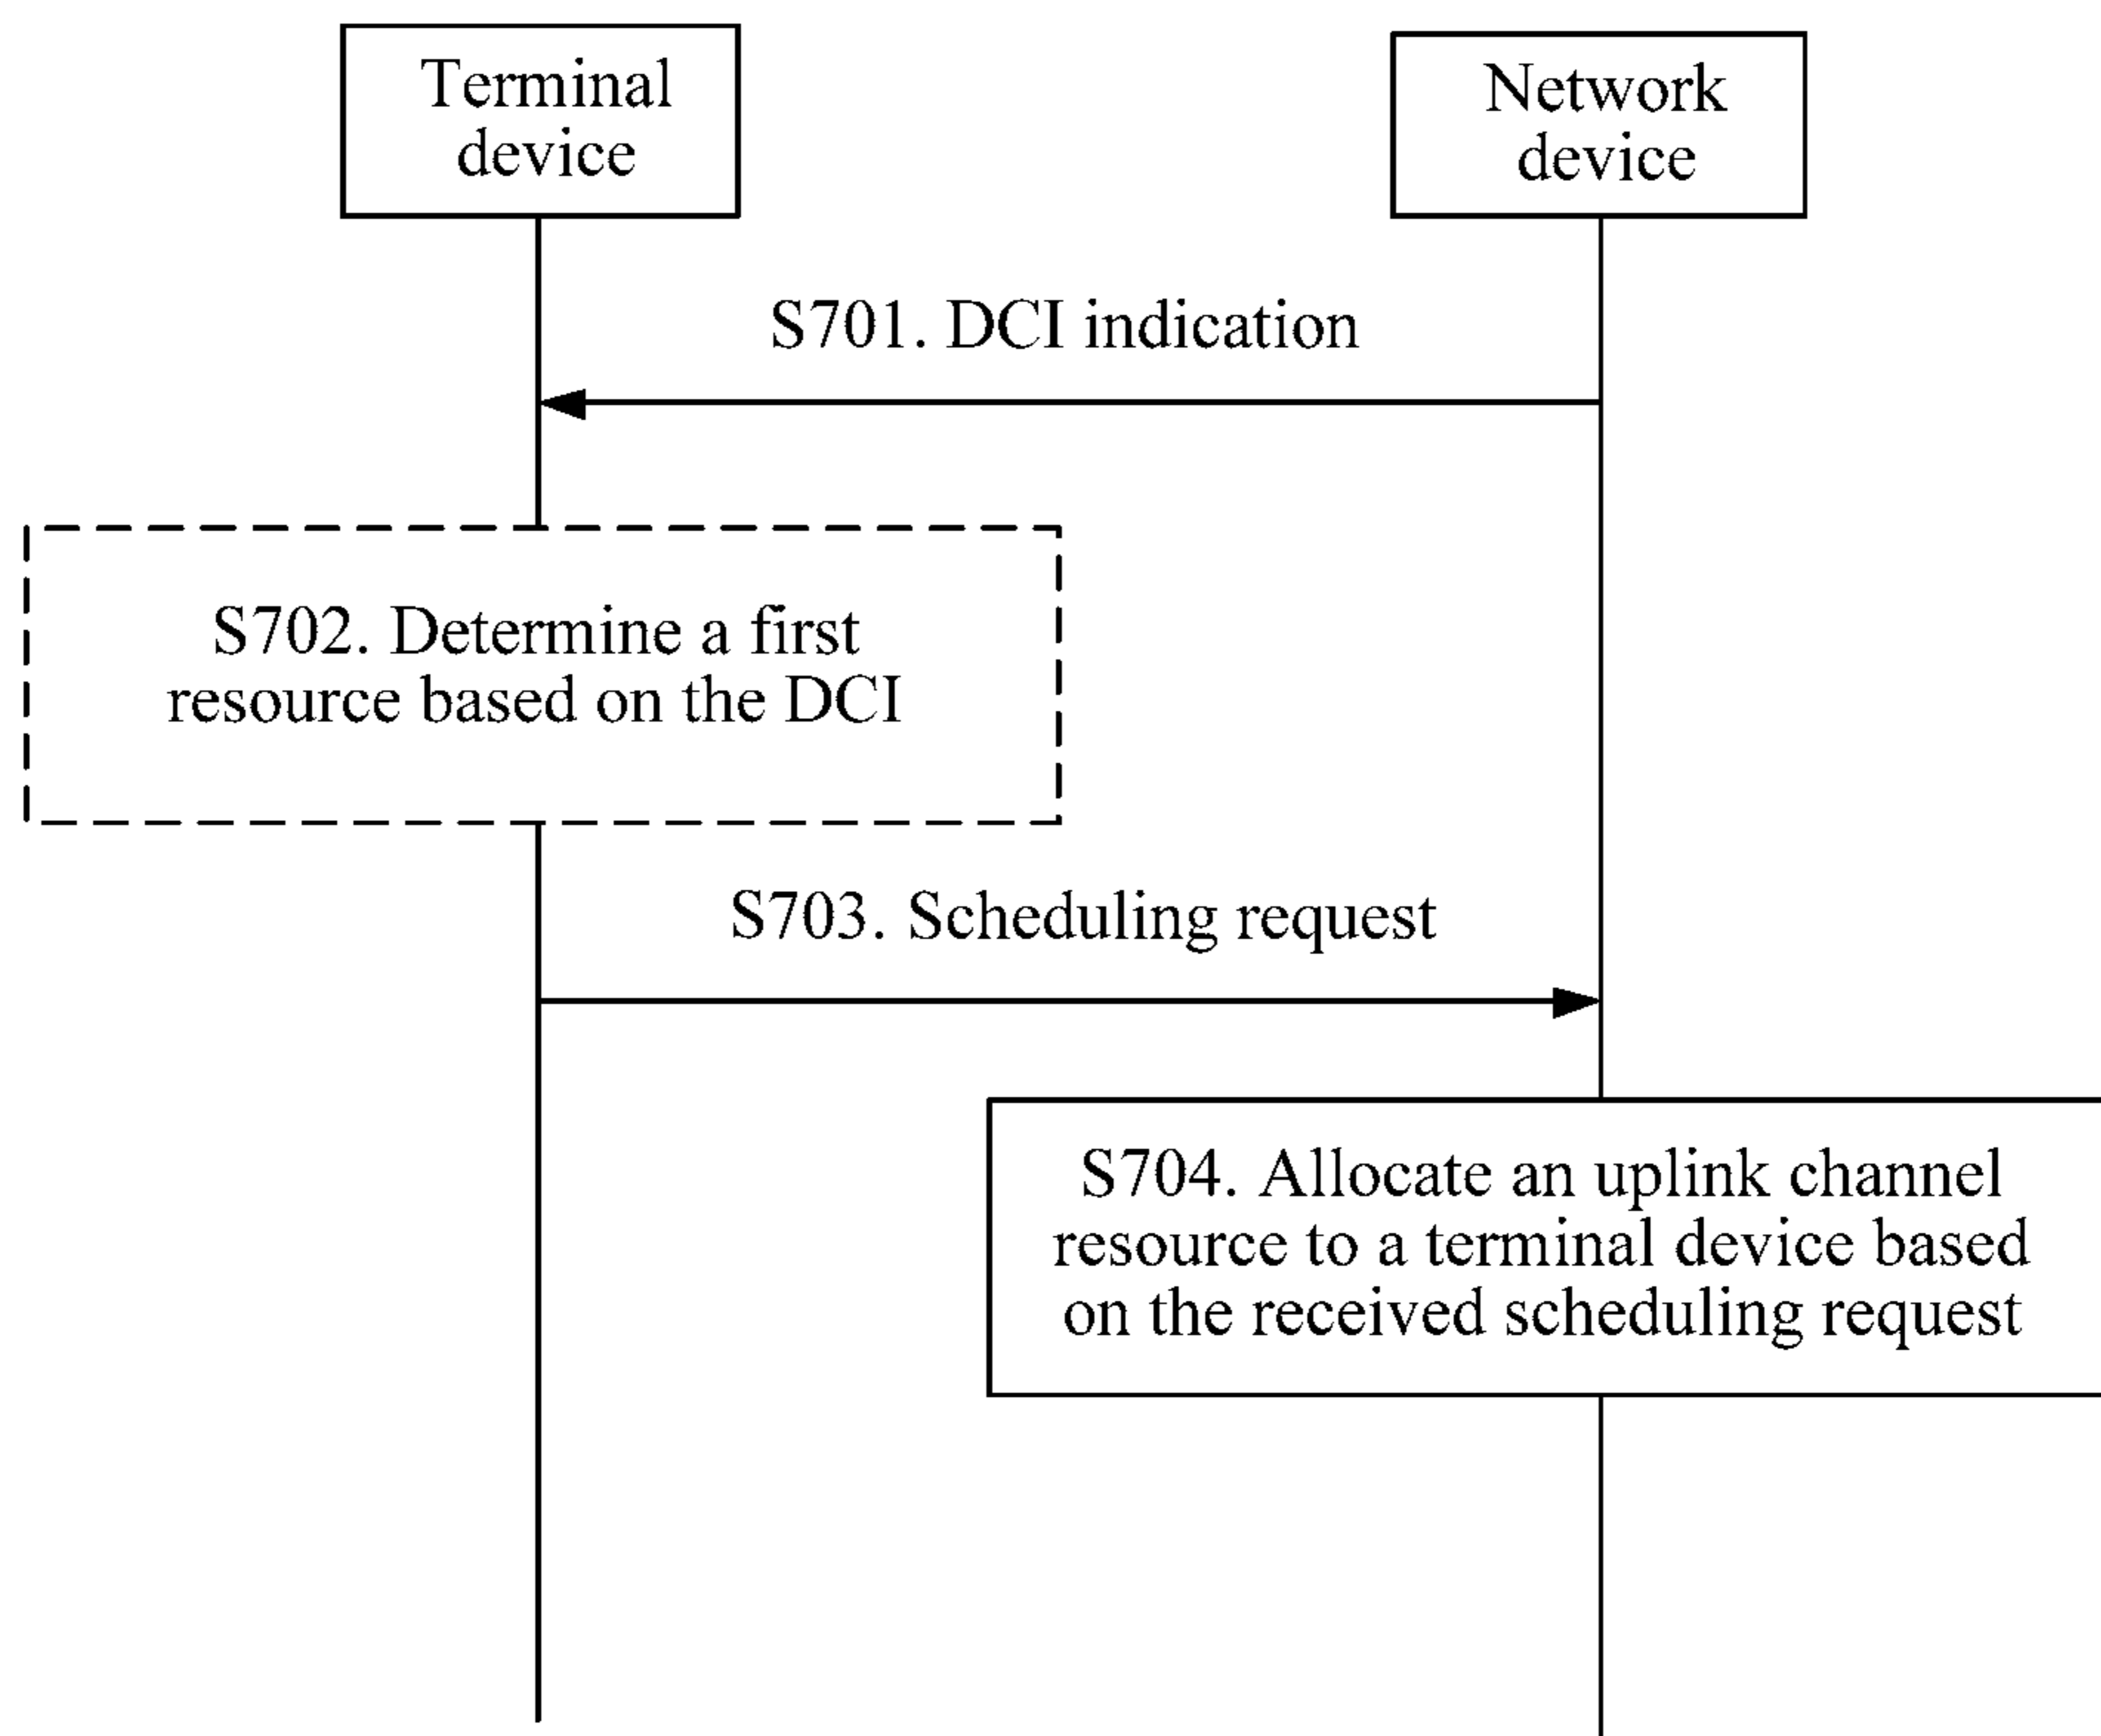 Terminal
device
Network
device
S701. DCI indication
S702. Determine a first
resource based on the DCI
S703. Scheduling request
S704. Allocate an uplink channel
resource to a terminal device based
on the received scheduling request